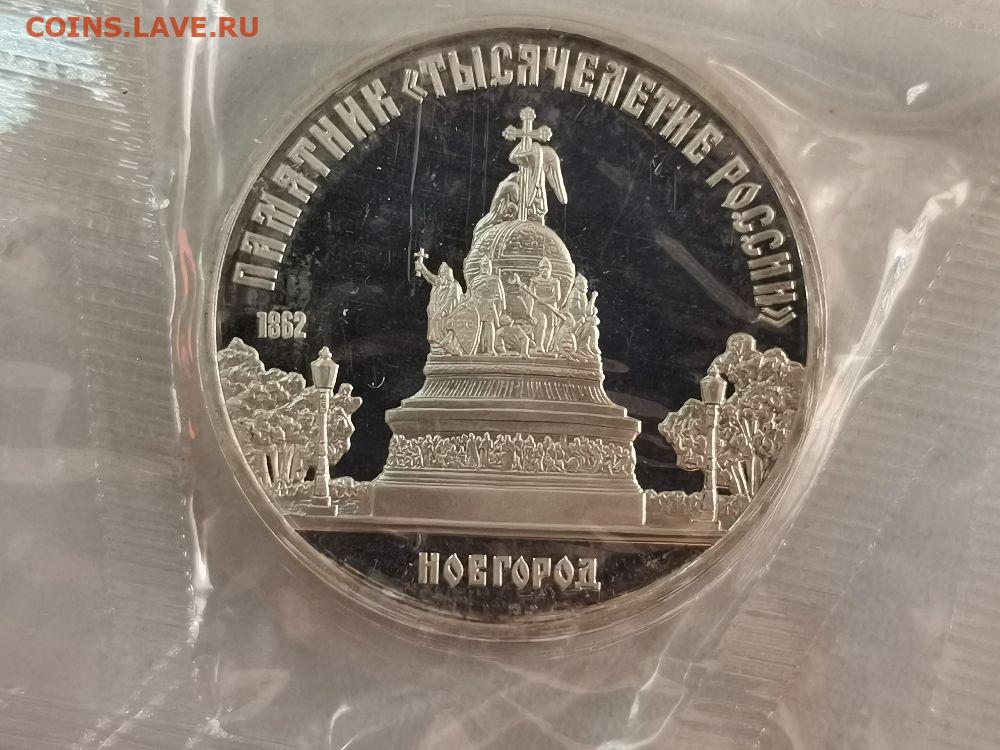 COINS.LAVE.RU
ПАМЯТНИК «ТЫСЯЧЕЛЕТИЕ РОССИИ»
1862
НОВГОРОД